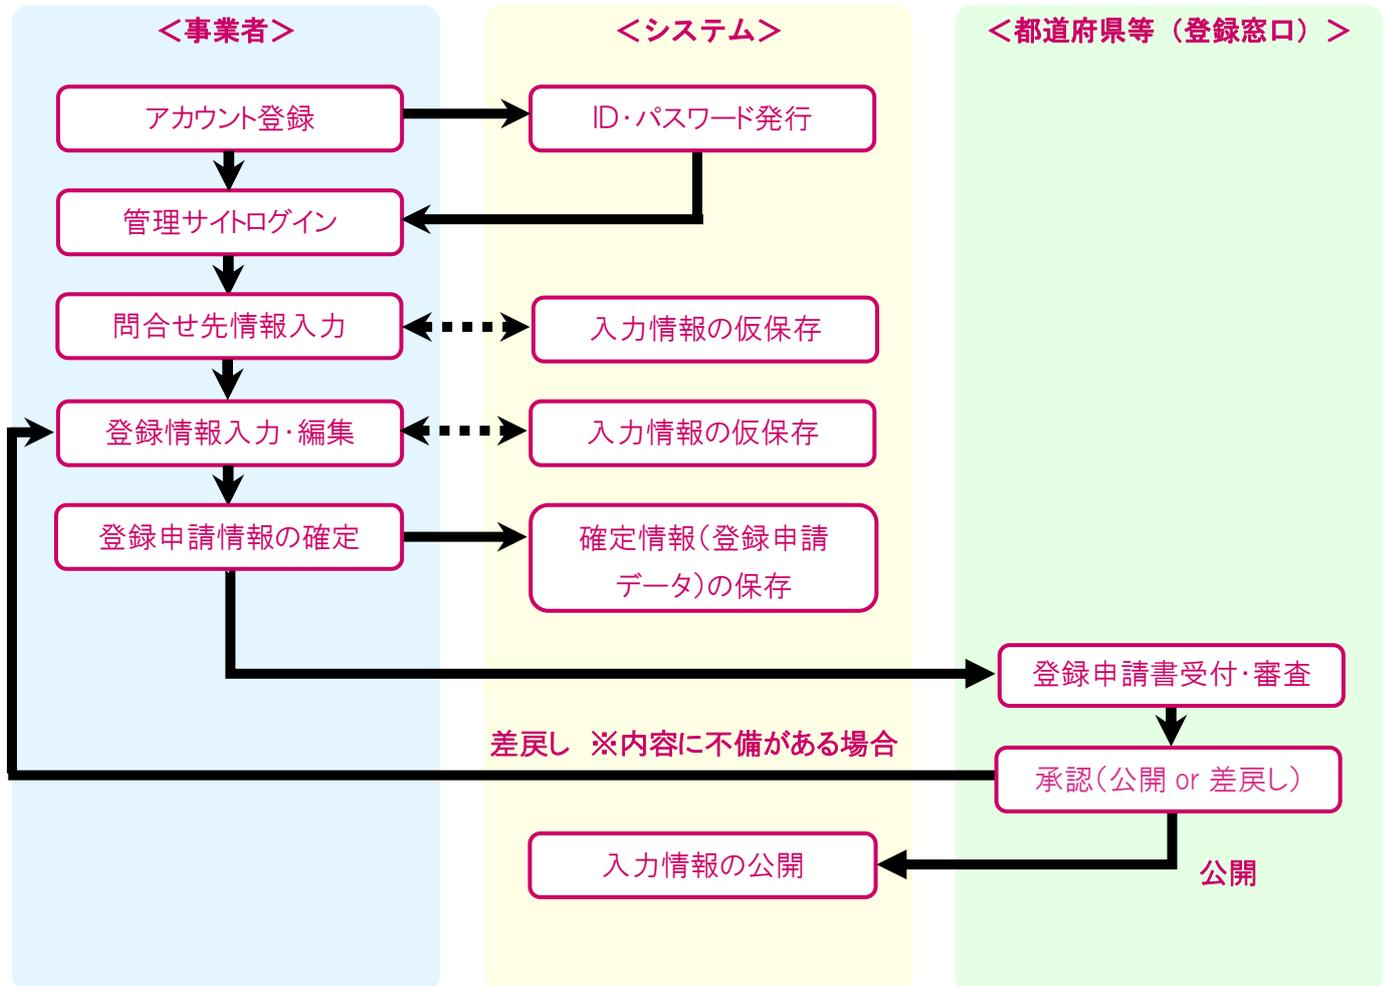 ＜事業者＞
＜システム＞
＜都道府県等（登録窓口）＞
アカウント登録
ID・パスワード発行
管理サイトログイン
問合せ先情報入力
入力情報の仮保存
登録情報入力・編集
入力情報の仮保存
登録申請情報の確定
確定情報（登録申請
データ）の保存
登録申請書受付・審査
差戻し　※内容に不備がある場合
承認（公開 or 差戻し）
入力情報の公開
公開